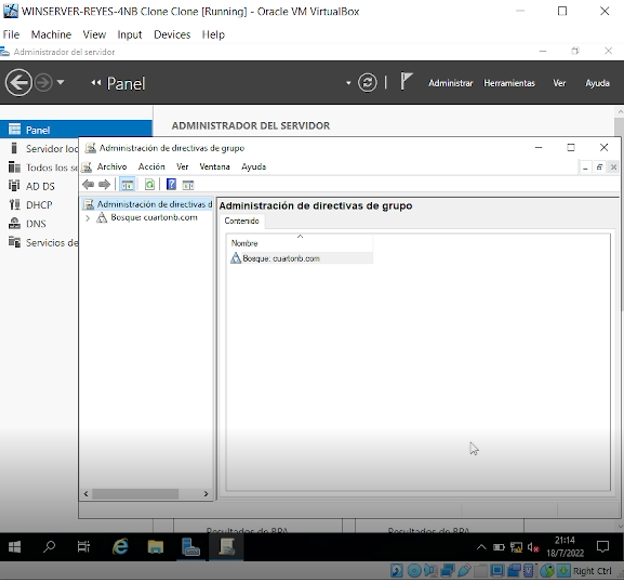 WINSERVER-REYES-4NB Clone Clone [Running] - Oracle VM VirtualBox
File Machine View Input Devices Help
Administrador del servidor
Panel
Administrar Herramientas Ver Ayuda
Panel
ADMINISTRADOR DEL SERVIDOR
Servidor loc
Administración de directivas de grupo
Todos los se
Archivo Acción Ver Ventana Ayuda
AD DS
DHCP
DNS
Servicios de
Administración de directivas d
Bosque: cuartonb.com
Administración de directivas de grupo
Contenido
Nombre
Bosque: cuartonb.com
Resultados de BPA
Resultados de BPA
21:14
18/7/2022
Right Ctrl